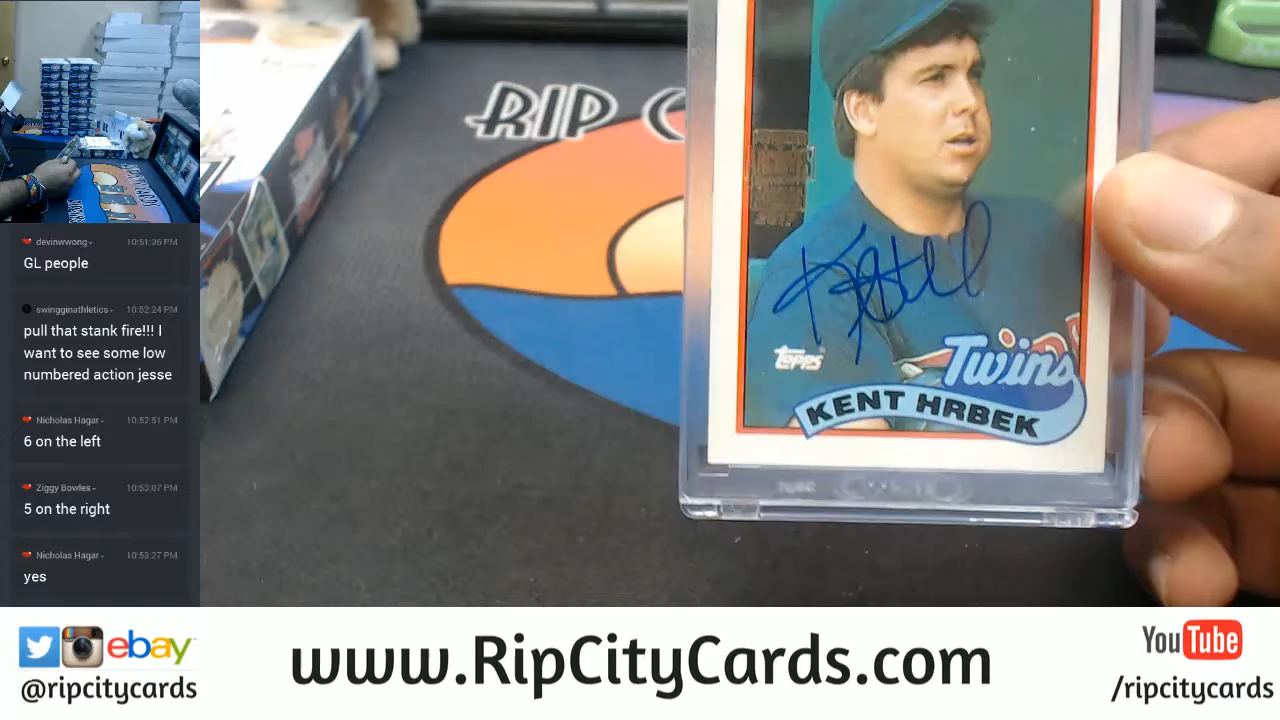 devinwwong 10:51:36 PM
GL people
swingginathletics 10:52:24 PM
pull that stank fire!!! I
want to see some low
numbered action jesse
Nicholas Hagar 10:52:51 PM
6 on the left
Ziggy Bowles 10:53:07 PM
5 on the right
Nicholas Hagar 10:53:27 PM
yes
RIP C
Topps
Twins
KENT HRBEK
ebay
@ripcitycards
www.RipCityCards.com
YouTube
/ripcitycards